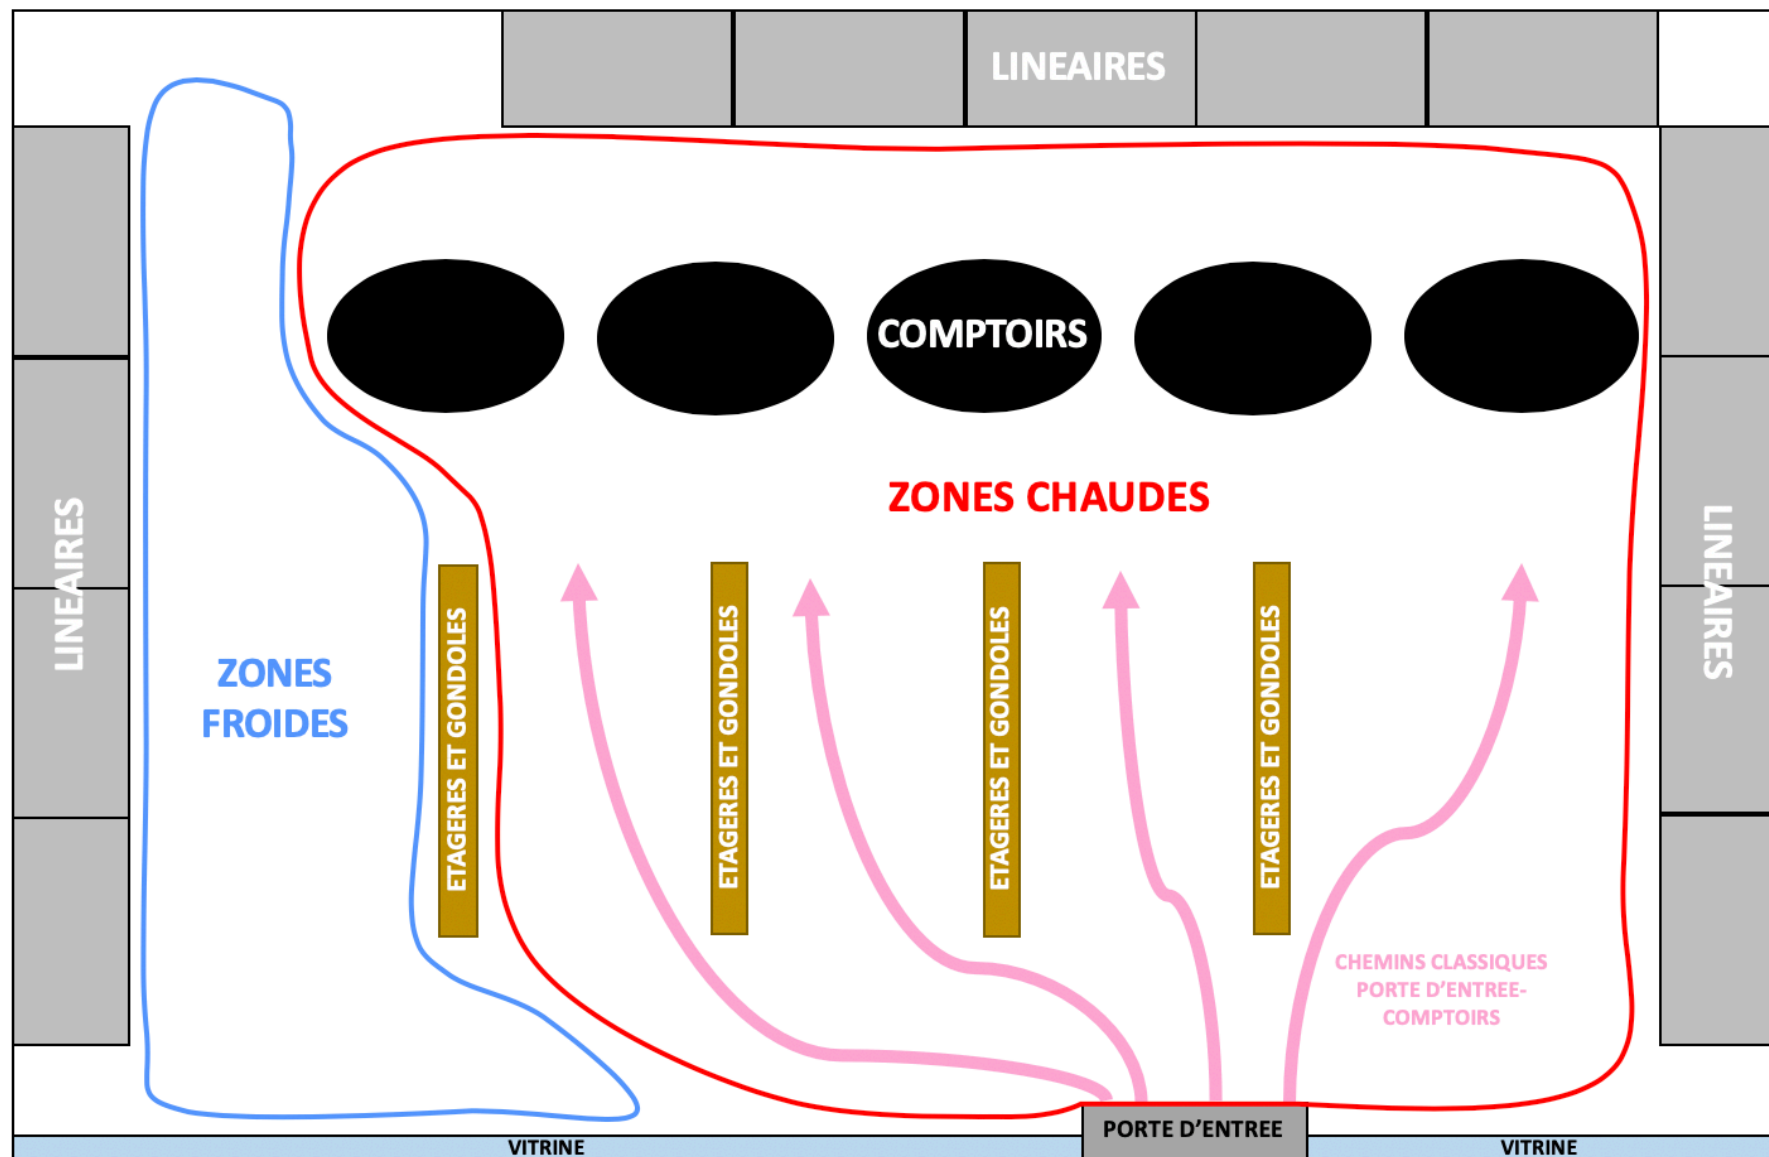 LINEAIRES
COMPTOIRS
ZONES CHAUDES
LINEAIRES
LINEAIRES
ZONES
FROIDES
ETAGERES ET GONDOLES
ETAGERES ET GONDOLES
ETAGERES ET GONDOLES
ETAGERES ET GONDOLES
CHEMINS CLASSIQUES
PORTE D'ENTREE-
COMPTOIRS
PORTE D'ENTREE
VITRINE
VITRINE